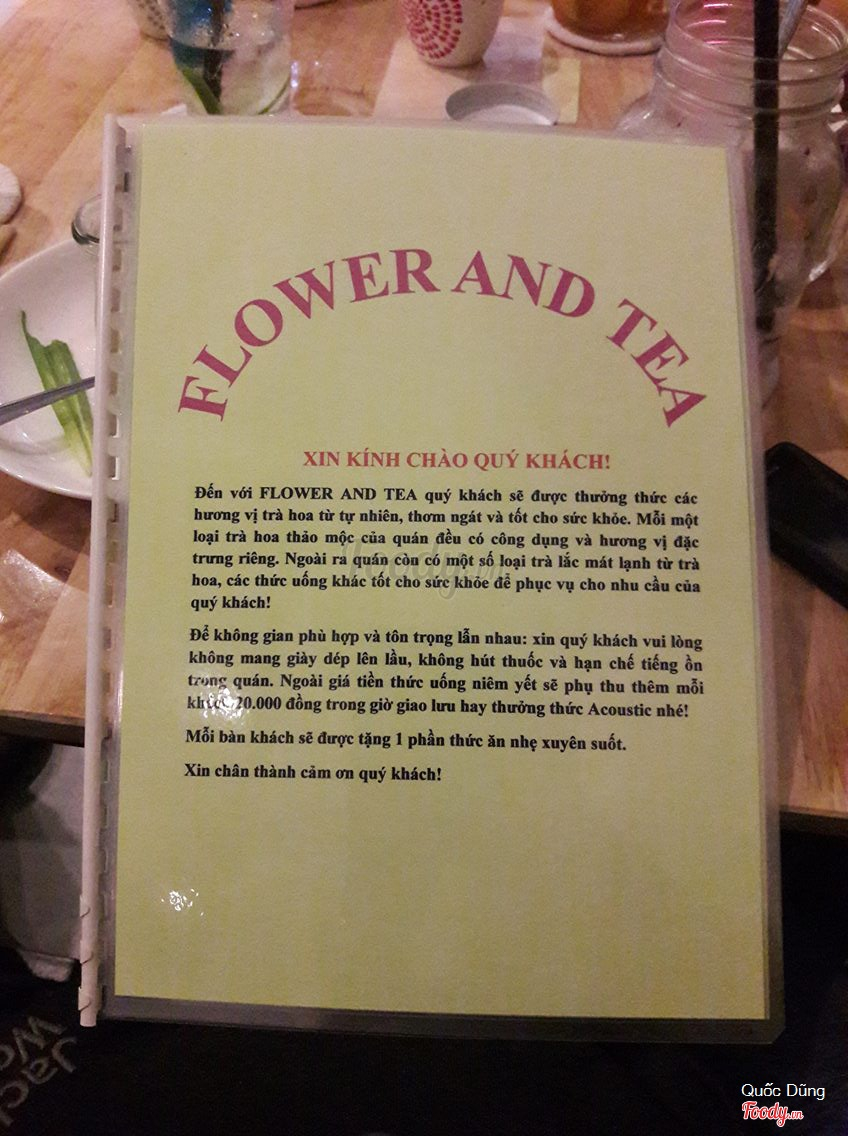 FLOWER AND TEA
XIN KÍNH CHÀO QUÝ KHÁCH!
Đến với FLOWER AND TEA quý khách sẽ được thưởng thức các
hương vị trà hoa từ tự nhiên, thơm ngát và tốt cho sức khỏe. Mỗi một
loại trà hoa thảo mộc của quán đều có công dụng và hương vị đặc
trưng riêng. Ngoài ra quán còn có một số loại trà lắc mát lạnh từ trà
hoa, các thức uống khác tốt cho sức khỏe để phục vụ cho nhu cầu của
quý khách!
Để không gian phù hợp và tôn trọng lẫn nhau: xin quý khách vui lòng
không mang giày dép lên lầu, không hút thuốc và hạn chế tiếng ồn
trong quán. Ngoài giá tiền thức uống niêm yết sẽ phụ thu thêm mỗi
khách 20.000 đồng trong giờ giao lưu hay thưởng thức Acoustic nhé!
Mỗi bàn khách sẽ được tặng 1 phần thức ăn nhẹ xuyên suốt.
Xin chân thành cảm ơn quý khách!
Foody.vn
Quốc Dũng
Foody.vn